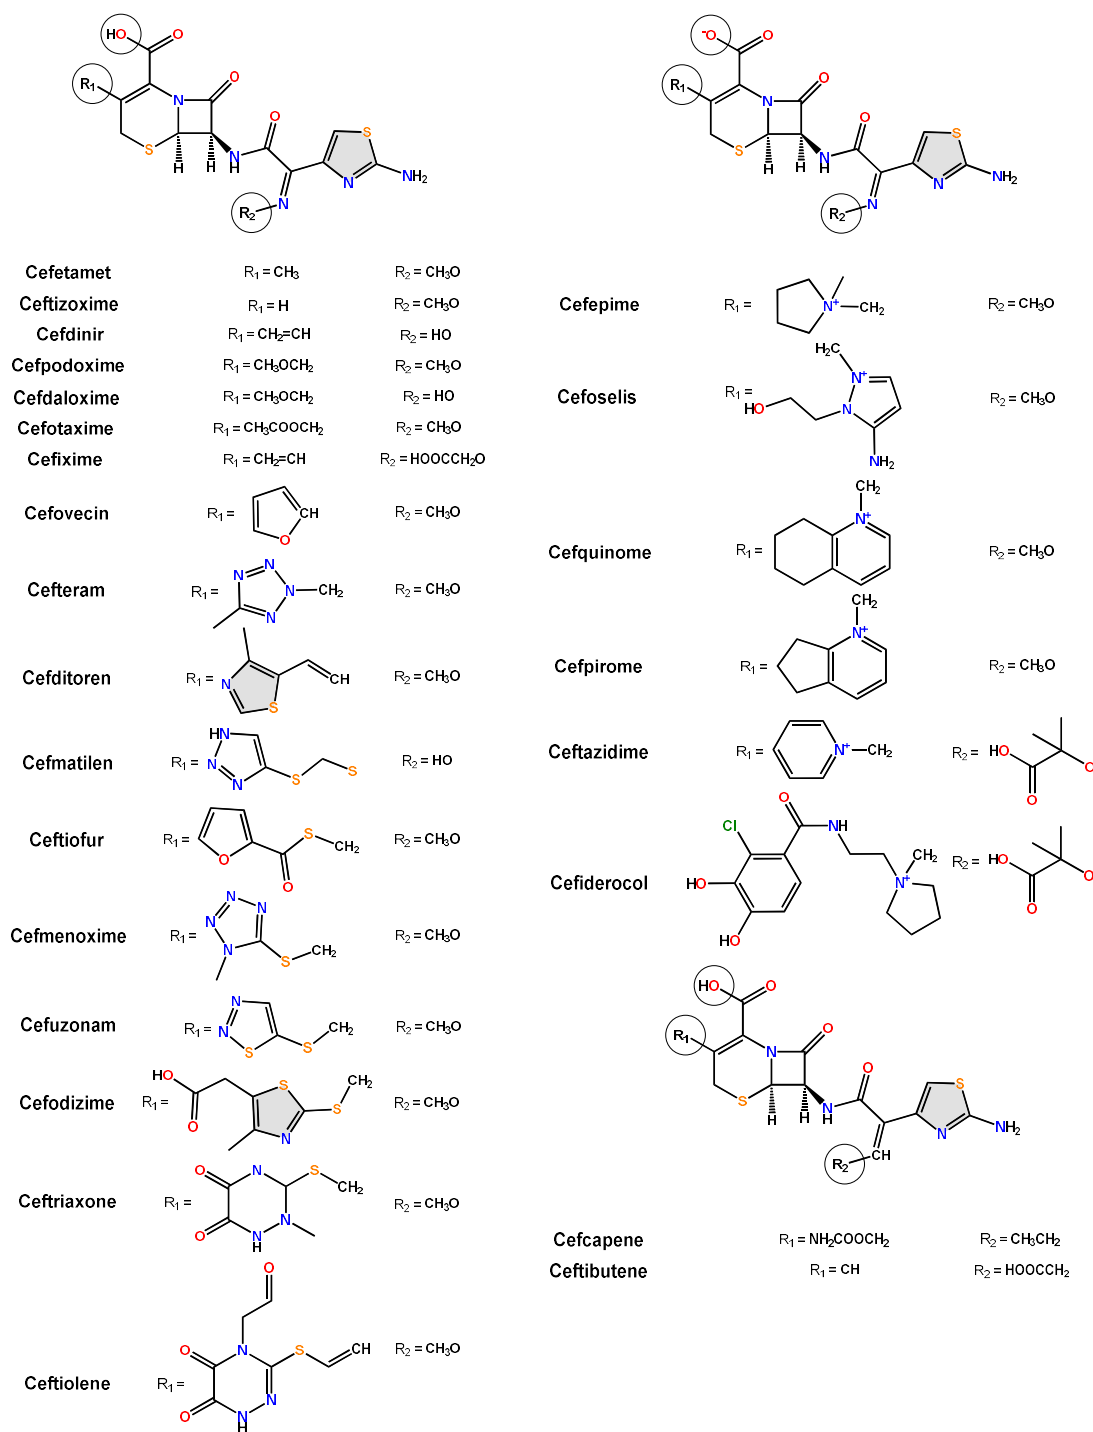 HO O
R1 N O
S H H N H O S N NH2
R2 N
Cefetamet R1 = CH3 R2 = CH3O
Ceftizoxime R1 = H R2 = CH3O
Cefdinir R1 = CH2=CH R2 = HO
Cefpodoxime R1 = CH3OCH2 R2 = CH3O
Cefdaloxime R1 = CH3OCH2 R2 = HO
Cefotaxime R1 = CH3COOCH2 R2 = CH3O
Cefixime R1 = CH2=CH R2 = HOOCCH2O
Cefovecin R1 = O CH R2 = CH3O
Cefteram R1 = N N N N CH2 R2 = CH3O
Cefditoren R1 = N S CH R2 = CH3O
Cefmatilen R1 = HN N N S S R2 = HO
Ceftiofur R1 = O S CH2 O R2 = CH3O
Cefmenoxime R1 = N N N N S CH2 R2 = CH3O
Cefuzonam R1 = N N S S CH2 R2 = CH3O
Cefodizime R1 = HO O S N S CH2 R2 = CH3O
Ceftriaxone R1 = O O N N N H S CH2 R2 = CH3O
Ceftiolene R1 = O O O N N N H S CH R2 = CH3O
-O O
R1 N O
S H H N H O S N NH2
R2 N
Cefepime R1 = N+ CH2 R2 = CH3O
Cefoselis R1 = H2C N+ N HO NH2 R2 = CH3O
Cefquinome R1 = CH2 N+ R2 = CH3O
Cefpirome R1 = CH2 N+ R2 = CH3O
Ceftazidime R1 = N+ CH2 R2 = HO O O
Cefiderocol O Cl NH HO HO N+ CH2 R2 = HO O O
HO O
R1 N O
S H H N H O S N NH2
R2 CH
Cefcapene R1 = NH2COOCH2 R2 = CH3CH2
Ceftibutene R1 = CH R2 = HOOCCH2